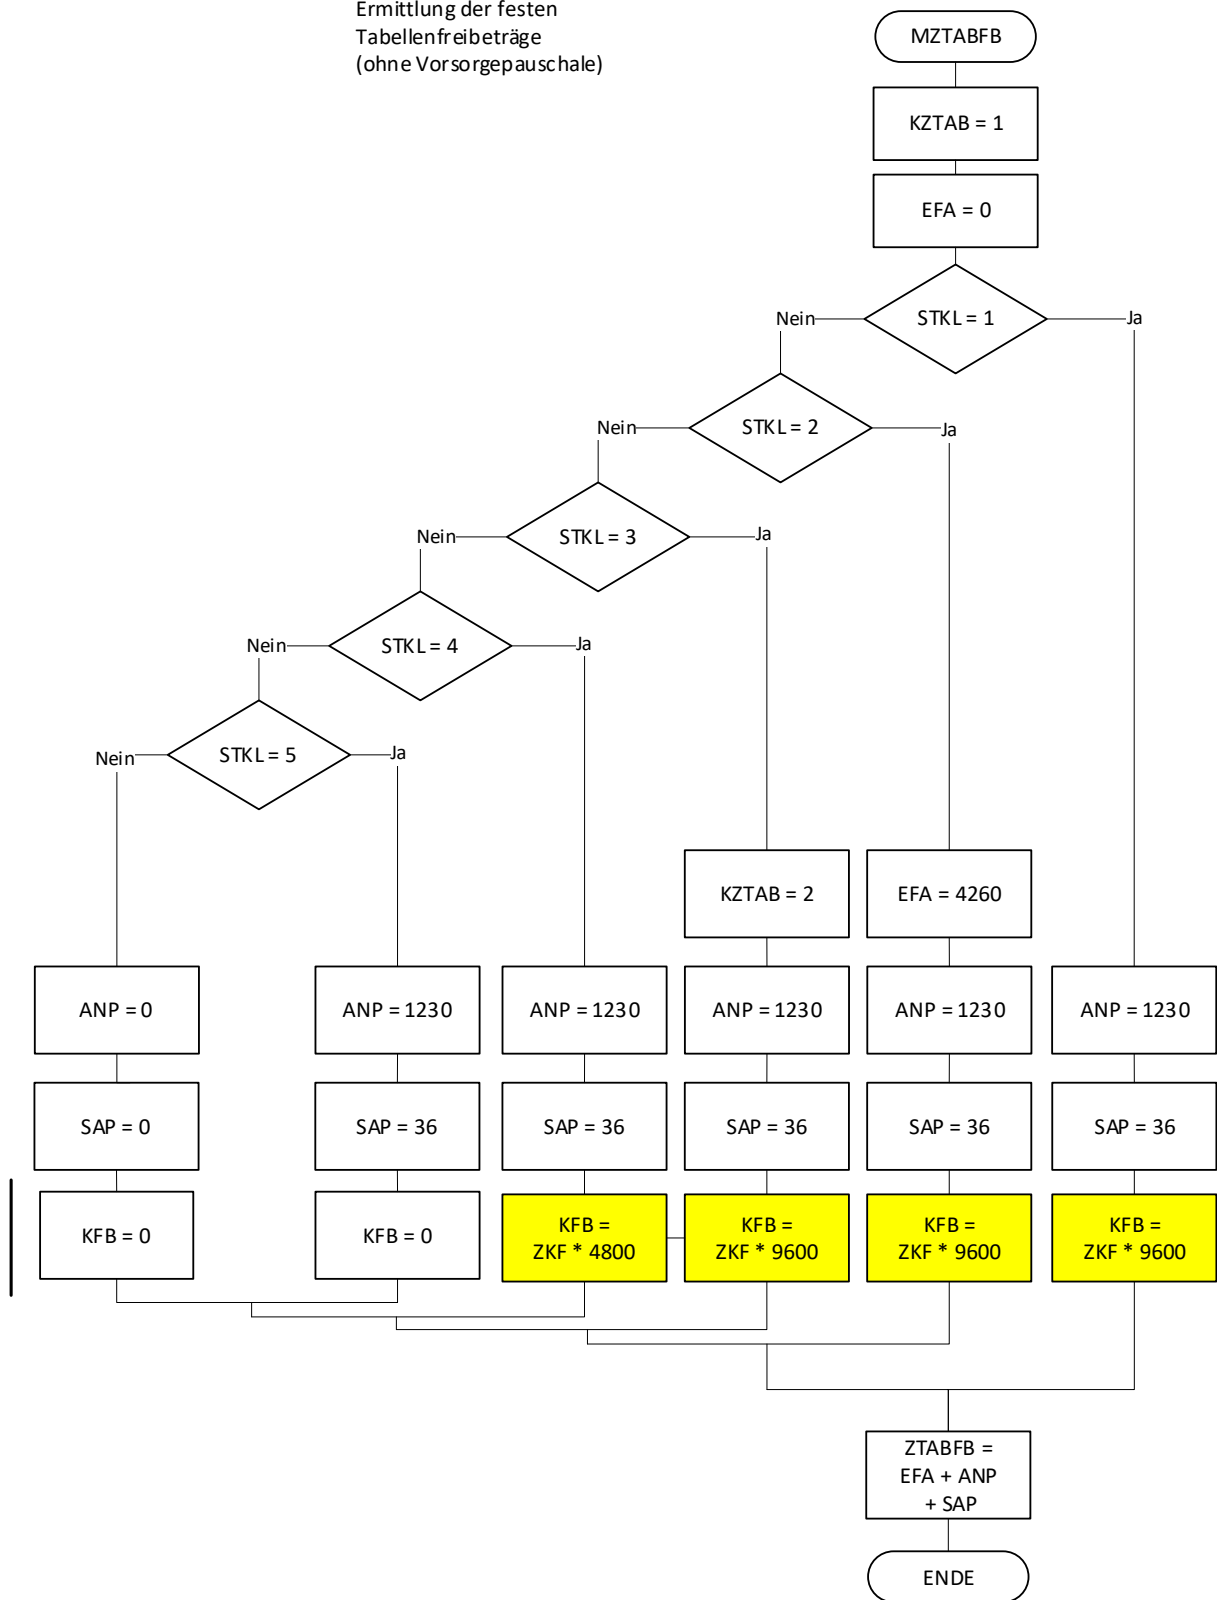 Ermittlung der festen
Tabellenfreibeträge
(ohne Vorsorgepauschale)
MZTABFB
KZTAB = 1
EFA = 0
STKL = 1
Nein
Ja
STKL = 2
Nein
Ja
STKL = 3
Nein
Ja
STKL = 4
Nein
Ja
STKL = 5
Nein
Ja
KZTAB = 2
EFA = 4260
ANP = 0
ANP = 1230
ANP = 1230
ANP = 1230
ANP = 1230
ANP = 1230
SAP = 0
SAP = 36
SAP = 36
SAP = 36
SAP = 36
SAP = 36
KFB = 0
KFB = 0
KFB =
ZKF * 4800
KFB =
ZKF * 9600
KFB =
ZKF * 9600
KFB =
ZKF * 9600
ZTABFB =
EFA + ANP
+ SAP
ENDE